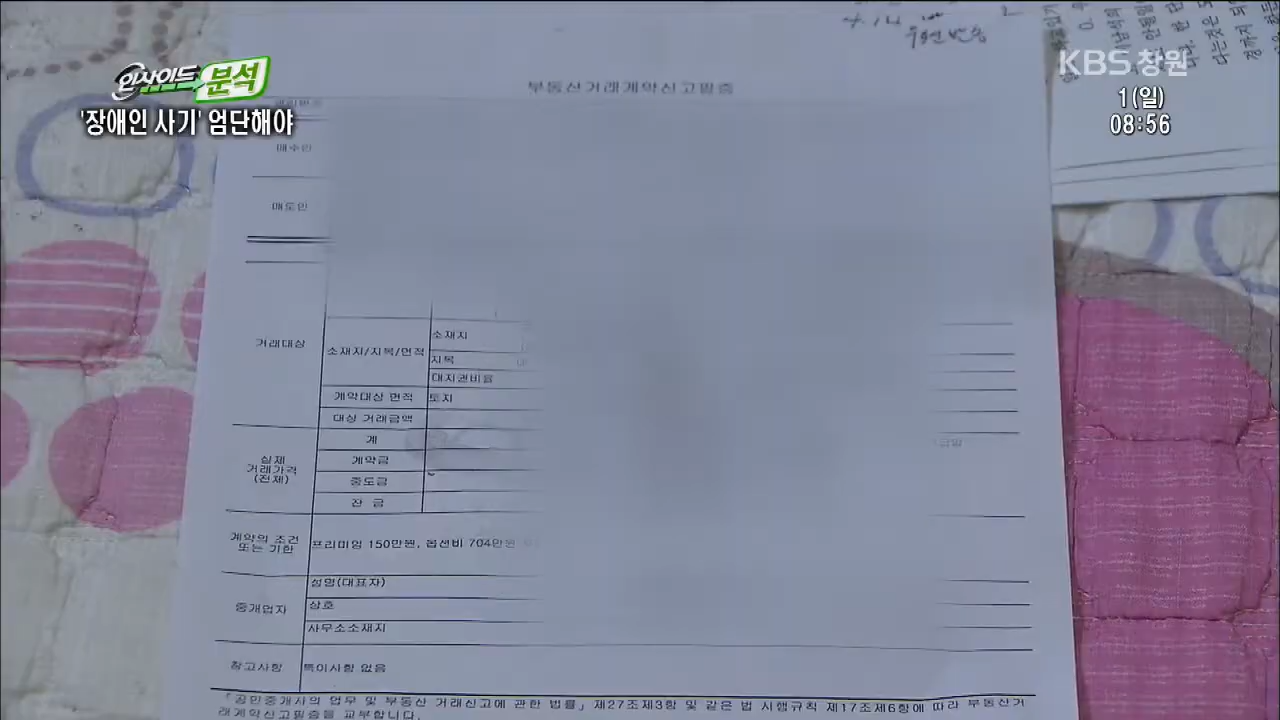 인사이드 분석
'장애인 사기' 엄단해야
KBS 창원
1(일)
08:56
4.14
부동산거래계약신고필증
매수인
매도인
거래대상
소재지/지목/면적
소재지
지목
대지권비율
계약대상 면적
토지
대상 거래금액
실제
거래가격
(전체)
계
계약금
중도금
잔 금
계약의 조건
또는 기한
프리미엄 150만원, 옵션비 704만원
중개업자
성명(대표자)
상호
사무소소재지
참고사항
특이사항 없음
「공인중개사의 업무 및 부동산 거래신고에 관한 법률」 제27조제3항 및 같은 법 시행규칙 제17조제6항에 따라 부동산거
래계약신고필증을 교부합니다.